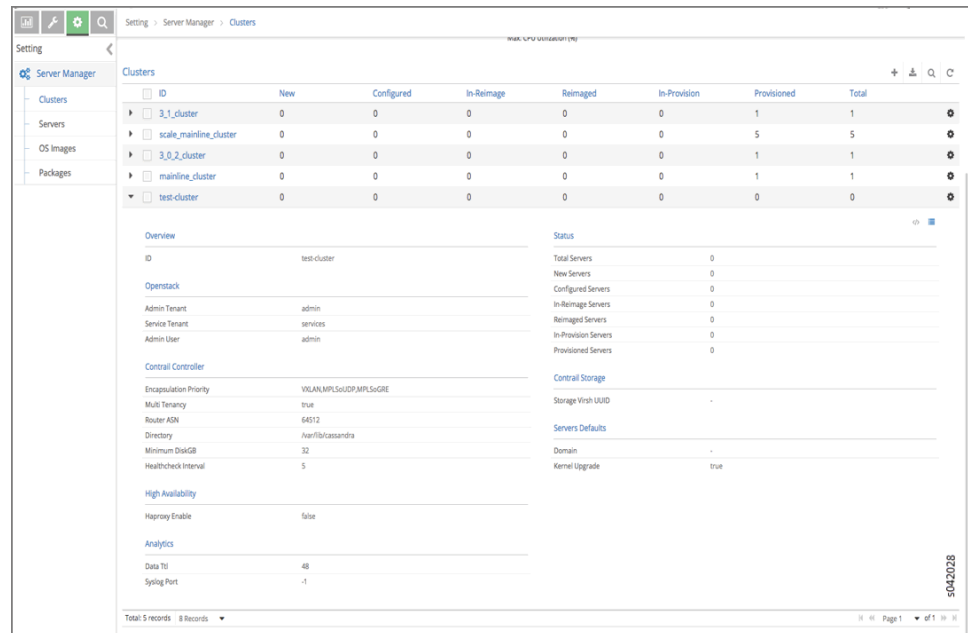 Setting > Server Manager > Clusters
Max. CPU Utilization (%)
Setting
Server Manager
Clusters
Servers
OS Images
Packages
Clusters
ID New Configured In-Reimage Reimaged In-Provision Provisioned Total
3_1_cluster 0 0 0 0 0 1 1
scale_mainline_cluster 0 0 0 0 0 5 5
3_0_2_cluster 0 0 0 0 0 1 1
mainline_cluster 0 0 0 0 0 1 1
test-cluster 0 0 0 0 0 0 0
Overview
ID test-cluster
Openstack
Admin Tenant admin
Service Tenant services
Admin User admin
Contrail Controller
Encapsulation Priority VXLAN,MPLSoUDP,MPLSoGRE
Multi Tenancy true
Router ASN 64512
Directory /var/lib/cassandra
Minimum DiskGB 32
Healthcheck Interval 5
High Availability
Haproxy Enable false
Analytics
Data Ttl 48
Syslog Port -1
Status
Total Servers 0
New Servers 0
Configured Servers 0
In-Reimage Servers 0
Reimaged Servers 0
In-Provision Servers 0
Provisioned Servers 0
Contrail Storage
Storage Virsh UUID -
Servers Defaults
Domain -
Kernel Upgrade true
s042028
Total: 5 records 8 Records
Page 1 of 1